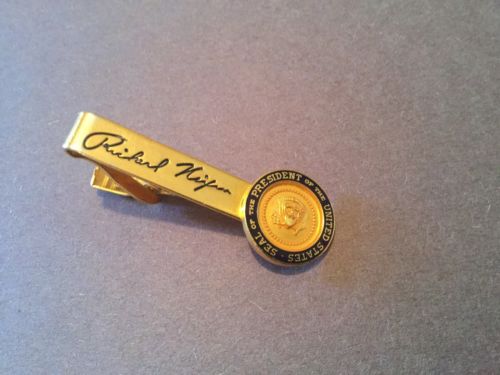 Richard Nixon
SEAL OF THE PRESIDENT OF THE UNITED STATES ·